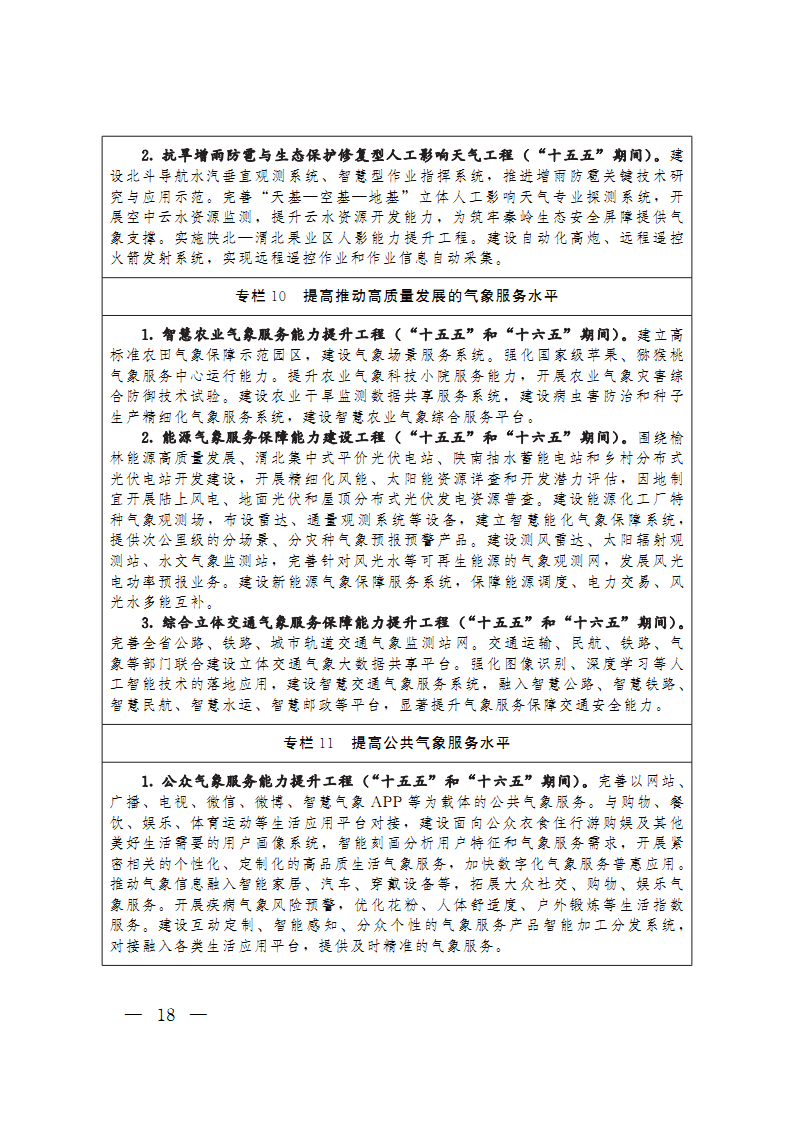 2. 抗旱增雨防雹与生态保护修复型人工影响天气工程（“十五五”期间）。建
设北斗导航水汽垂直观测系统、智慧型作业指挥系统，推进增雨防雹关键技术研
究与应用示范。完善“天基—空基—地基”立体人工影响天气专业探测系统，开
展空中云水资源监测，提升云水资源开发能力，为筑牢秦岭生态安全屏障提供气
象支撑。实施陕北—渭北果业区人影能力提升工程。建设自动化高炮、远程遥控
火箭发射系统，实现远程遥控作业和作业信息自动采集。
专栏 10　提高推动高质量发展的气象服务水平
1. 智慧农业气象服务能力提升工程（“十五五”和“十六五”期间）。建立高
标准农田气象保障示范园区，建设气象场景服务系统。强化国家级苹果、猕猴桃
气象服务中心运行能力。提升农业气象科技小院服务能力，开展农业气象灾害综
合防御技术试验。建设农业干旱监测数据共享服务系统，建设病虫害防治和种子
生产精细化气象服务系统，建设智慧农业气象综合服务平台。
2. 能源气象服务保障能力建设工程（“十五五”和“十六五”期间）。围绕榆
林能源高质量发展、渭北集中式平价光伏电站、陕南抽水蓄能电站和乡村分布式
光伏电站开发建设，开展精细化风能、太阳能资源详查和开发潜力评估，因地制
宜开展陆上风电、地面光伏和屋顶分布式光伏发电资源普查。建设能源化工厂特
种气象观测场，布设雷达、通量观测系统等设备，建立智慧能化气象保障系统，
提供次公里级的分场景、分灾种气象预报预警产品。建设测风雷达、太阳辐射观
测站、水文气象监测站，完善针对风光水等可再生能源的气象观测网，发展风光
电功率预报业务。建设新能源气象保障服务系统，保障能源调度、电力交易、风
光水多能互补。
3. 综合立体交通气象服务保障能力提升工程（“十五五”和“十六五”期间）。
完善全省公路、铁路、城市轨道交通气象监测站网。交通运输、民航、铁路、气
象等部门联合建设立体交通气象大数据共享平台。强化图像识别、深度学习等人
工智能技术的落地应用，建设智慧交通气象服务系统，融入智慧公路、智慧铁路、
智慧民航、智慧水运、智慧邮政等平台，显著提升气象服务保障交通安全能力。
专栏 11　提高公共气象服务水平
1. 公众气象服务能力提升工程（“十五五”和“十六五”期间）。完善以网站、
广播、电视、微信、微博、智慧气象 APP 等为载体的公共气象服务。与购物、餐
饮、娱乐、体育运动等生活应用平台对接，建设面向公众衣食住行游购娱及其他
美好生活需要的用户画像系统，智能刻画分析用户特征和气象服务需求，开展紧
密相关的个性化、定制化的高品质生活气象服务，加快数字化气象服务普惠应用。
推动气象信息融入智能家居、汽车、穿戴设备等，拓展大众社交、购物、娱乐气
象服务。开展疾病气象风险预警，优化花粉、人体舒适度、户外锻炼等生活指数
服务。建设互动定制、智能感知、分众个性的气象服务产品智能加工分发系统，
对接融入各类生活应用平台，提供及时精准的气象服务。
— 18 —